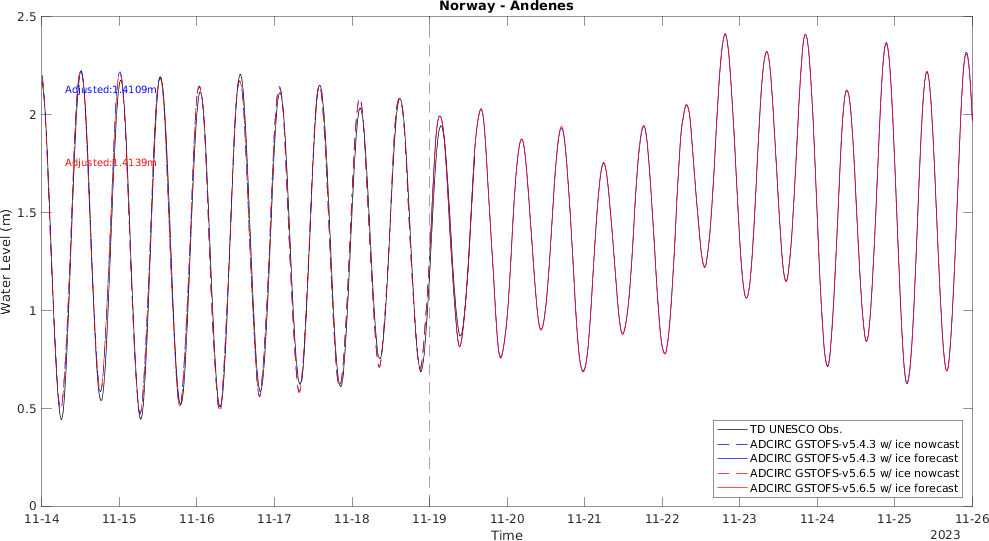 Norway - Andenes
2.5
2
1.5
1
0.5
0
Water Level (m)
Adjusted:1.4109m
Adjusted:1.4139m
TD UNESCO Obs.
ADCIRC GSTOFS-v5.4.3 w/ ice nowcast
ADCIRC GSTOFS-v5.4.3 w/ ice forecast
ADCIRC GSTOFS-v5.6.5 w/ ice nowcast
ADCIRC GSTOFS-v5.6.5 w/ ice forecast
11-14 11-15 11-16 11-17 11-18 11-19 11-20 11-21 11-22 11-23 11-24 11-25 11-26
Time
2023